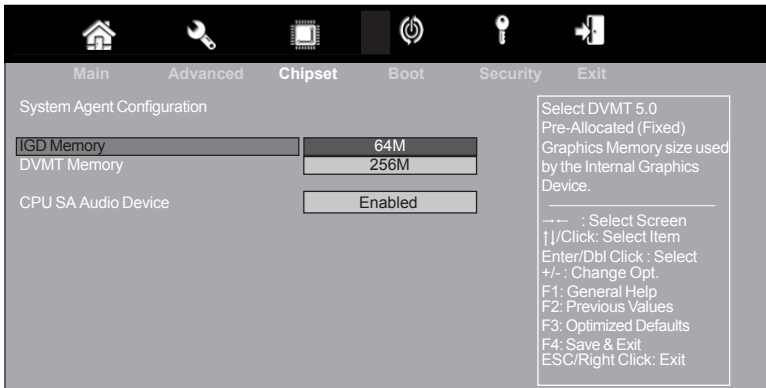 Main Advanced Chipset Boot Security Exit
System Agent Configuration
IGD Memory 64M
DVMT Memory 256M
CPU SA Audio Device Enabled
Select DVMT 5.0
Pre-Allocated (Fixed)
Graphics Memory size used
by the Internal Graphics
Device.
→← : Select Screen
↑↓/Click: Select Item
Enter/Dbl Click : Select
+/- : Change Opt.
F1: General Help
F2: Previous Values
F3: Optimized Defaults
F4: Save & Exit
ESC/Right Click: Exit